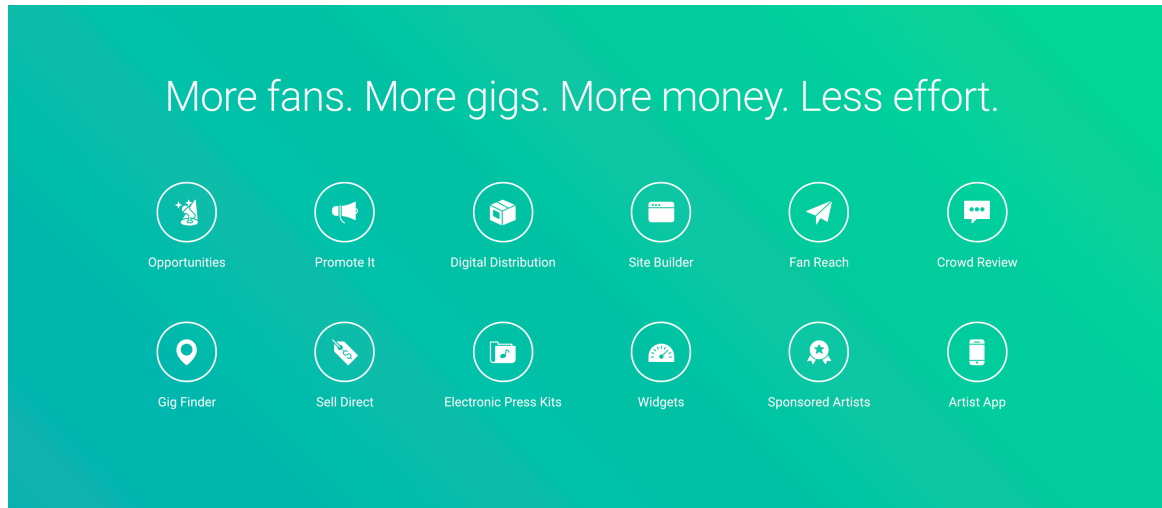 More fans. More gigs. More money. Less effort.
Opportunities
Promote It
Digital Distribution
Site Builder
Fan Reach
Crowd Review
Gig Finder
Sell Direct
Electronic Press Kits
Widgets
Sponsored Artists
Artist App